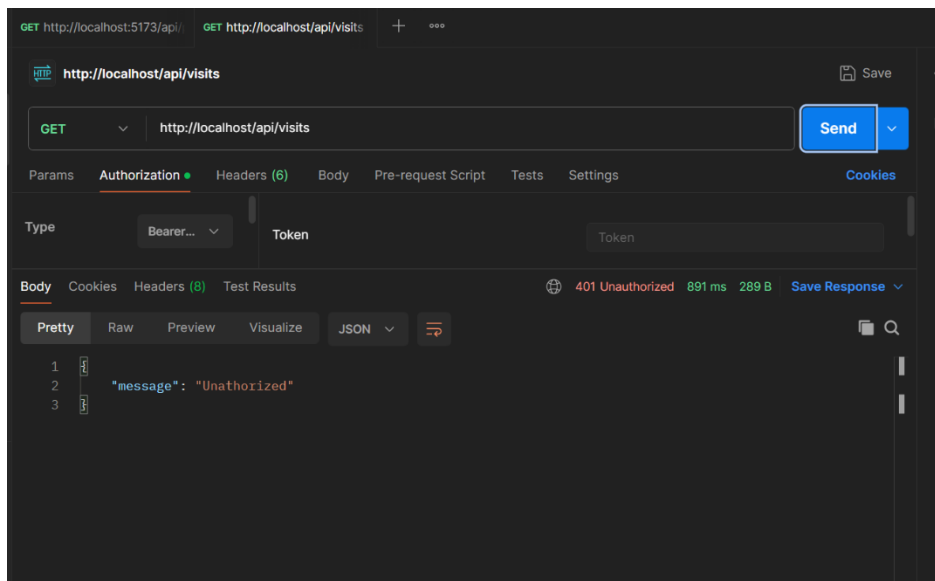 GET http://localhost:5173/api/ GET http://localhost/api/visits
HTTP http://localhost/api/visits Save
GET http://localhost/api/visits Send
Params Authorization Headers (6) Body Pre-request Script Tests Settings Cookies
Type Bearer... Token Token
Body Cookies Headers (8) Test Results 401 Unauthorized 891 ms 289 B Save Response
Pretty Raw Preview Visualize JSON
1 {
2 "message": "Unathorized"
3 }